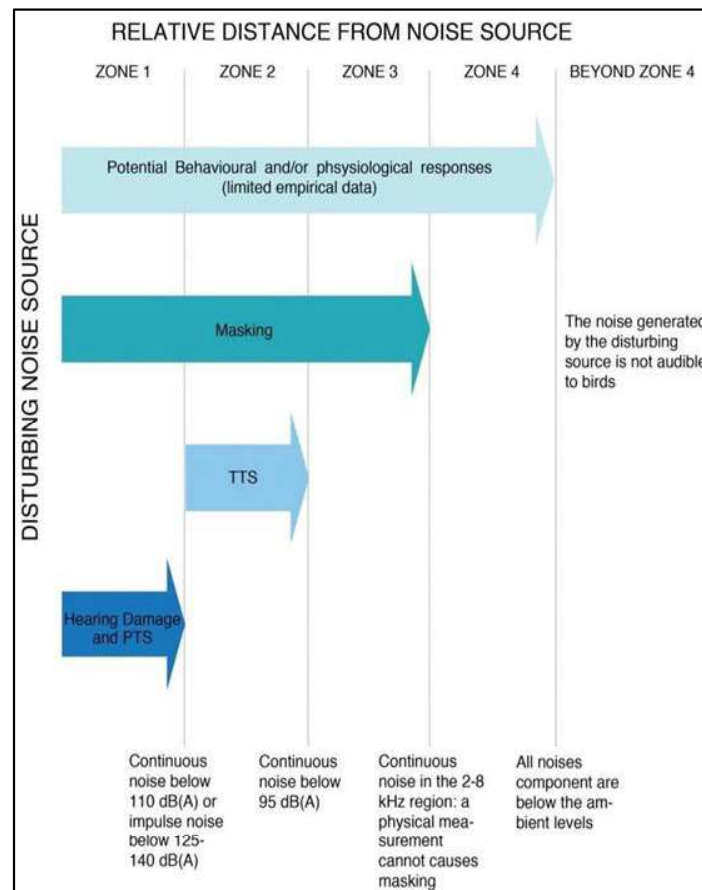 RELATIVE DISTANCE FROM NOISE SOURCE
ZONE 1
ZONE 2
ZONE 3
ZONE 4
BEYOND ZONE 4
DISTURBING NOISE SOURCE
Potential Behavioural and/or phsysiological responses
(limited empirical data)
Masking
The noise generated
by the disturbing
source is not audible
to birds
TTS
Hearing Damage
and PTS
Continuous
noise below
110 dB(A) or
impulse noise
below 125-
140 dB(A)
Continuous
noise below
95 dB(A)
Continuous
noise in the 2-8
kHz region: a
physical mea-
surement
cannot causes
masking
All noises
component are
below the am-
bient levels